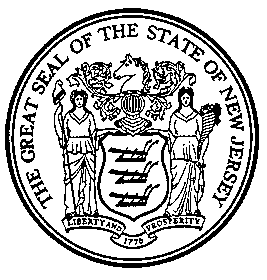 THE GREAT SEAL OF THE STATE OF NEW JERSEY
LIBERTY AND PROSPERITY
1776